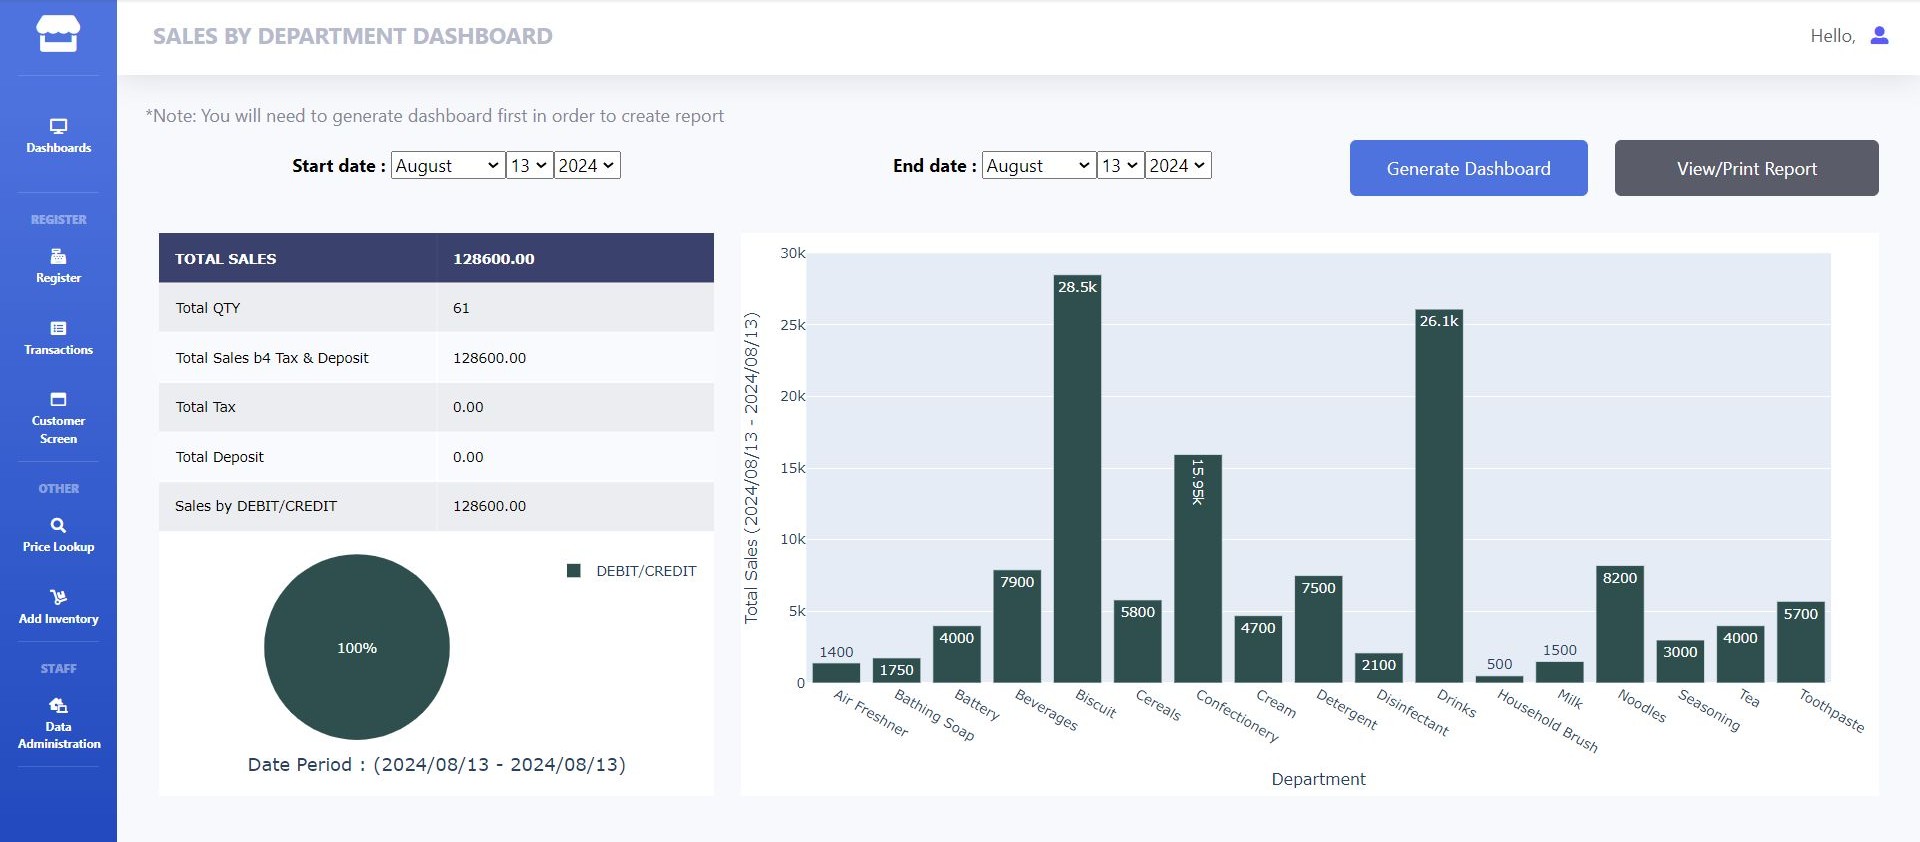 SALES BY DEPARTMENT DASHBOARD
Hello,
Dashboards
REGISTER
Register
Transactions
Customer
Screen
OTHER
Price Lookup
Add Inventory
STAFF
Data
Administration
*Note: You will need to generate dashboard first in order to create report
Start date : August 13 2024
End date : August 13 2024
Generate Dashboard
View/Print Report
TOTAL SALES 128600.00
Total QTY 61
Total Sales b4 Tax & Deposit 128600.00
Total Tax 0.00
Total Deposit 0.00
Sales by DEBIT/CREDIT 128600.00
DEBIT/CREDIT
100%
Date Period : (2024/08/13 - 2024/08/13)
Total Sales (2024/08/13 - 2024/08/13)
30k
25k
20k
15k
10k
5k
0
1400
1750
4000
7900
28.5k
5800
15.95k
4700
7500
2100
26.1k
500
1500
8200
3000
4000
5700
Air Freshner
Bathing Soap
Battery
Beverages
Biscuit
Cereals
Confectionery
Cream
Detergent
Disinfectant
Drinks
Household Brush
Milk
Noodles
Seasoning
Tea
Toothpaste
Department